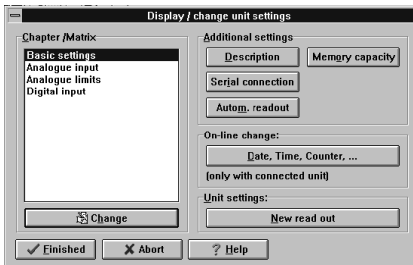 Display / change unit settings
Chapter /Matrix
Basic settings
Analogue input
Analogue limits
Digital input
Change
Additional settings
Description
Memory capacity
Serial connection
Autom. readout
On-line change:
Date, Time, Counter, ...
(only with connected unit)
Unit settings:
New read out
Finished
Abort
? Help